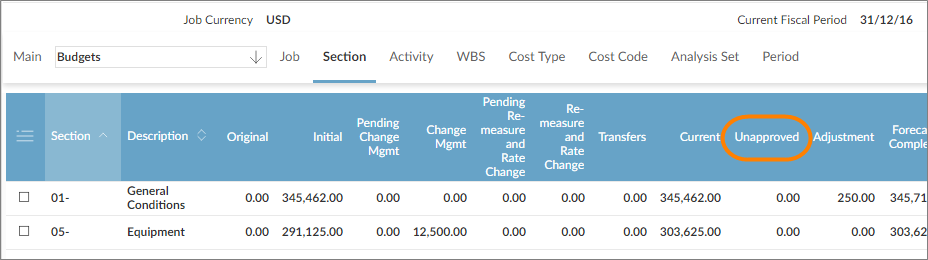 Job Currency USD Current Fiscal Period 31/12/16
Main Budgets Job Section Activity WBS Cost Type Cost Code Analysis Set Period
Section Description Original Initial Pending Change Mgmt Change Mgmt Pending Re-measure and Rate Change Re-measure and Rate Change Transfers Current Unapproved Adjustment Foreca Comple
01- General Conditions 0.00 345,462.00 0.00 0.00 0.00 0.00 0.00 345,462.00 0.00 250.00 345,71
05- Equipment 0.00 291,125.00 0.00 12,500.00 0.00 0.00 0.00 303,625.00 0.00 0.00 303,62